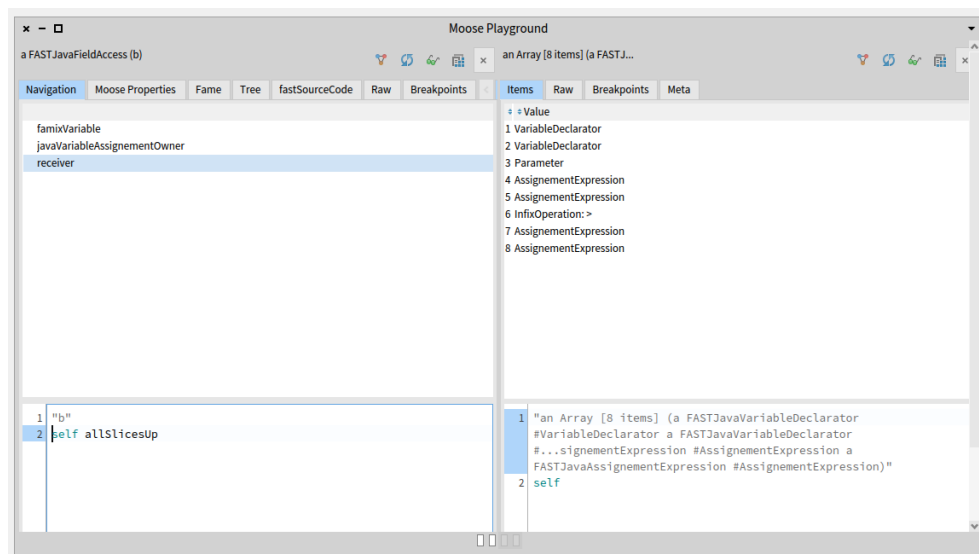 Moose Playground
a FASTJavaFieldAccess (b)
Navigation Moose Properties Fame Tree fastSourceCode Raw Breakpoints
famixVariable
javaVariableAssignementOwner
receiver
1 "b"
2 self allSlicesUp
an Array [8 items] (a FASTJ...
Items Raw Breakpoints Meta
Value
1 VariableDeclarator
2 VariableDeclarator
3 Parameter
4 AssignementExpression
5 AssignementExpression
6 InfixOperation: >
7 AssignementExpression
8 AssignementExpression
1 "an Array [8 items] (a FASTJavaVariableDeclarator
#VariableDeclarator a FASTJavaVariableDeclarator
#...signementExpression #AssignementExpression a
FASTJavaAssignementExpression #AssignementExpression)"
2 self